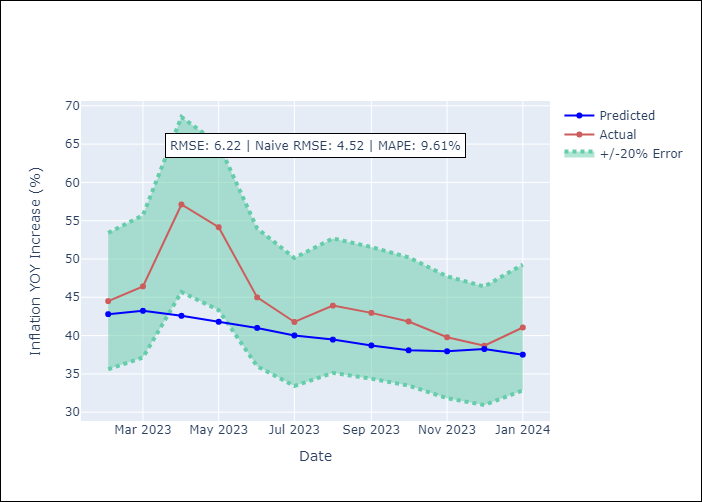 70
65
60
55
50
45
40
35
30
Inflation YOY Increase (%)
RMSE: 6.22 | Naive RMSE: 4.52 | MAPE: 9.61%
Predicted
Actual
+/-20% Error
Mar 2023
May 2023
Jul 2023
Sep 2023
Nov 2023
Jan 2024
Date